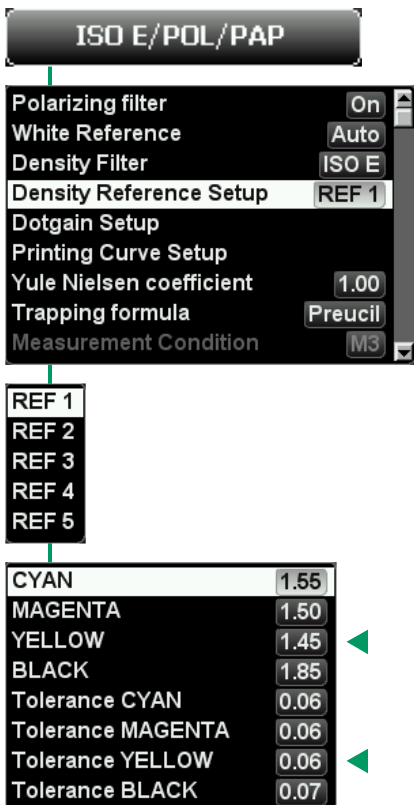 ISO E/POL/PAP
Polarizing filter On
White Reference Auto
Density Filter ISO E
Density Reference Setup REF 1
Dotgain Setup
Printing Curve Setup
Yule Nielsen coefficient 1.00
Trapping formula Preucil
Measurement Condition M3
REF 1
REF 2
REF 3
REF 4
REF 5
CYAN 1.55
MAGENTA 1.50
YELLOW 1.45
BLACK 1.85
Tolerance CYAN 0.06
Tolerance MAGENTA 0.06
Tolerance YELLOW 0.06
Tolerance BLACK 0.07